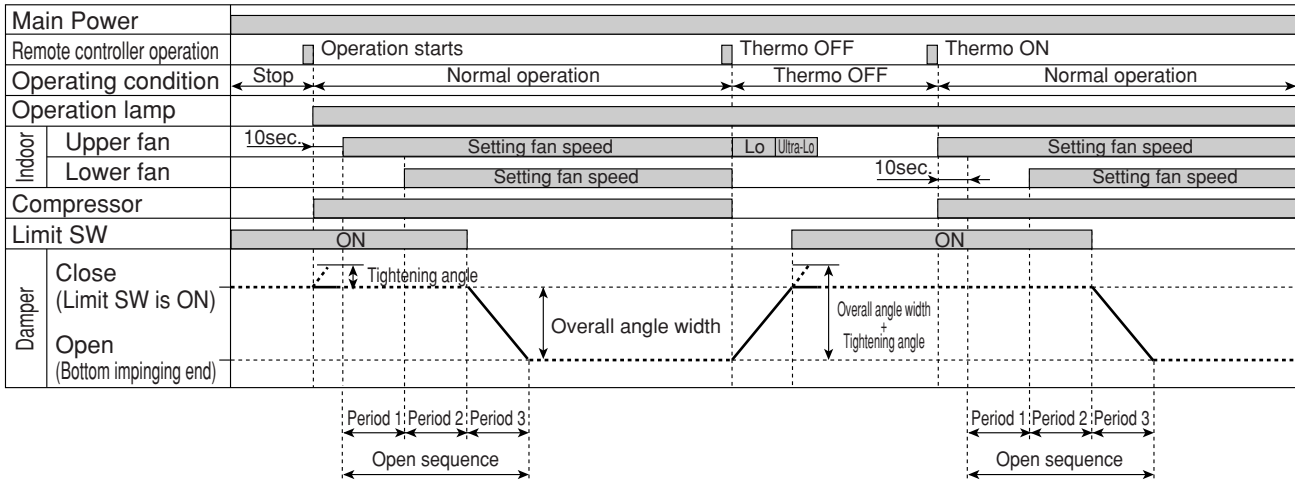 Main Power
Remote controller operation
Operation starts
Thermo OFF
Thermo ON
Operating condition
Stop
Normal operation
Thermo OFF
Normal operation
Operation lamp
Indoor
Upper fan
10sec.
Setting fan speed
Lo
Ultra-Lo
Setting fan speed
Lower fan
Setting fan speed
10sec.
Setting fan speed
Compressor
Limit SW
ON
ON
Damper
Close
(Limit SW is ON)
Tightening angle
Overall angle width
Overall angle width
+
Tightening angle
Open
(Bottom impinging end)
Period 1
Period 2
Period 3
Period 1
Period 2
Period 3
Open sequence
Open sequence